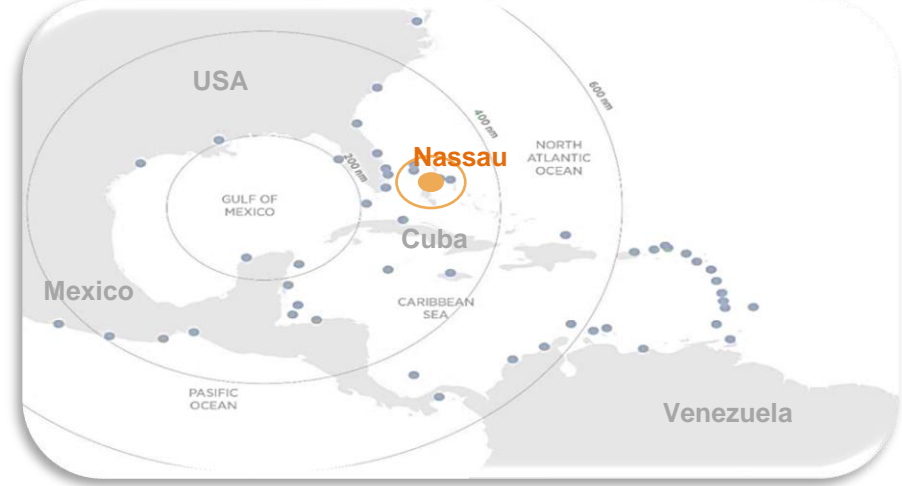 USA
600 nm
400 nm
200 nm
Nassau
NORTH
ATLANTIC
OCEAN
GULF OF
MEXICO
Cuba
Mexico
CARIBBEAN
SEA
PASIFIC
OCEAN
Venezuela